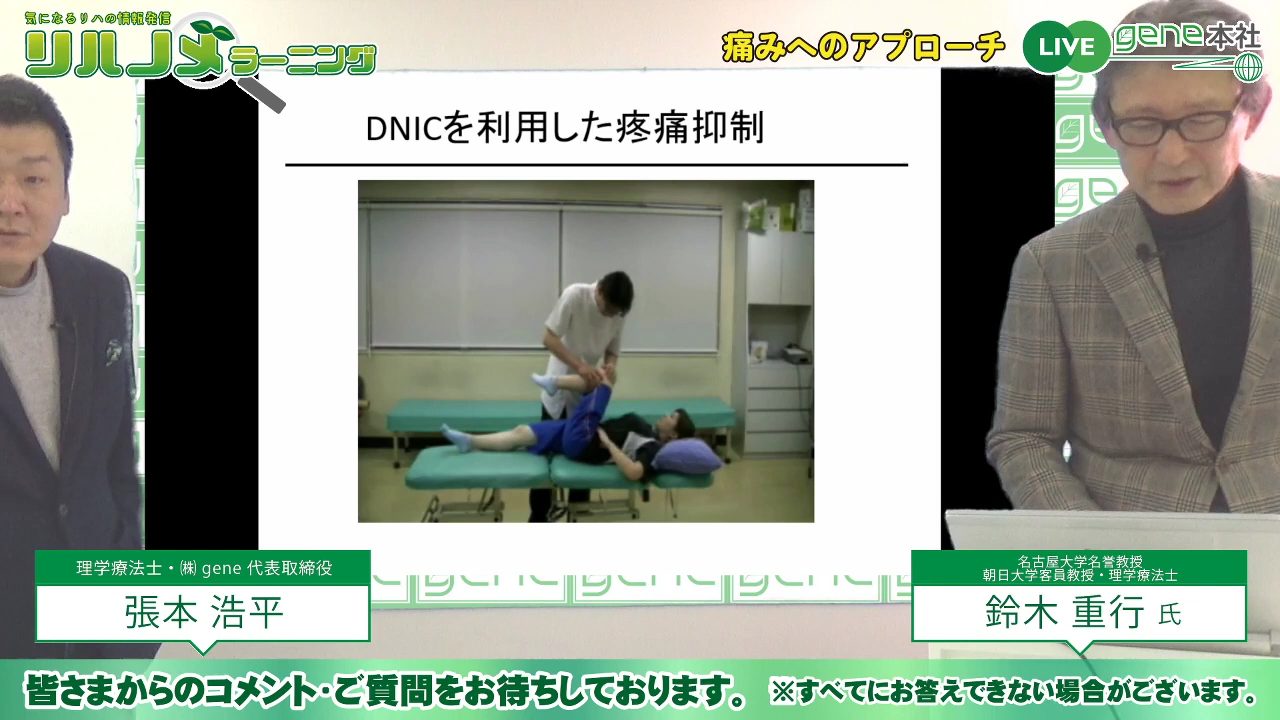 気になるリハの情報発信
リハノメラーニング
痛みへのアプローチ
LIVE
gene本社
DNICを利用した疼痛抑制
gene gene gene
理学療法士・㈱gene 代表取締役
張本 浩平
名古屋大学名誉教授
朝日大学客員教授・理学療法士
鈴木 重行 氏
皆さまからのコメント・ご質問をお待ちしております。 ※すべてにお答えできない場合がございます。